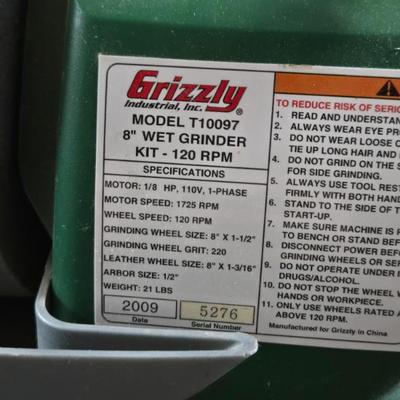 Grizzly
Industrial, Inc.
MODEL T10097
8" WET GRINDER
KIT - 120 RPM
SPECIFICATIONS
MOTOR: 1/8 HP, 110V, 1-PHASE
MOTOR SPEED: 1725 RPM
WHEEL SPEED: 120 RPM
GRINDING WHEEL SIZE: 8" X 1-1/2"
GRINDING WHEEL GRIT: 220
LEATHER WHEEL SIZE: 8" X 1-3/16"
ARBOR SIZE: 1/2"
WEIGHT: 21 LBS
2009 5276
Date Serial Number
TO REDUCE RISK OF SERIO
1. READ AND UNDERSTAN
2. ALWAYS WEAR EYE PRO
3. DO NOT WEAR LOOSE C
TIE UP LONG HAIR AND
4. DO NOT GRIND ON THE S
FOR SIDE GRINDING.
5. ALWAYS USE TOOL REST
FIRMLY WITH BOTH HAN
6. STAND TO THE SIDE OF T
START-UP.
7. MAKE SURE MACHINE IS
TO BENCH OR STAND BEF
8. DISCONNECT POWER BEF
GRINDING WHEELS OR SER
9. DO NOT OPERATE UNDER I
DRUGS/ALCOHOL.
10. DO NOT STOP THE WHEEL
HANDS OR WORKPIECE.
11. ONLY USE WHEELS RATED A
ABOVE 120 RPM.
Manufactured for Grizzly in China